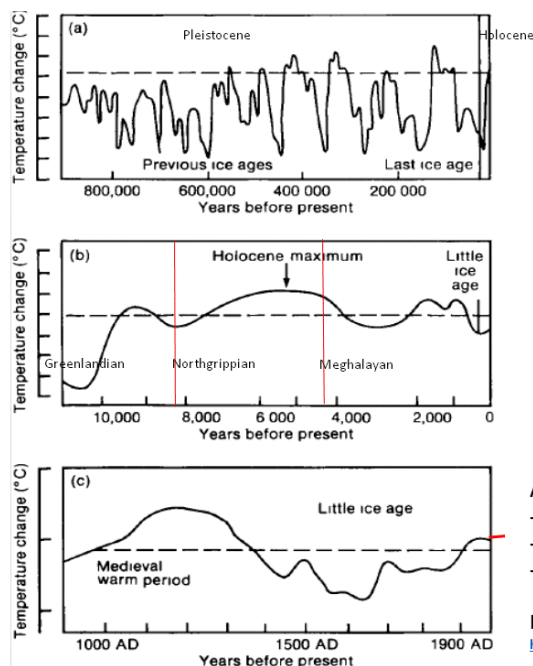 Temperature change (°C)
(a)
Pleistocene
Holocene
Previous ice ages
Last ice age
800,000 600,000 400 000 200 000
Years before present
Temperature change (°C)
(b)
Holocene maximum
Little
ice
age
Greenlandian
Northgrippian
Meghalayan
10,000 8,000 6 000 4,000 2,000 0
Years before present
Temperature change (°C)
(c)
Little ice age
Medieval
warm period
1000 AD 1500 AD 1900 AD
Years before present